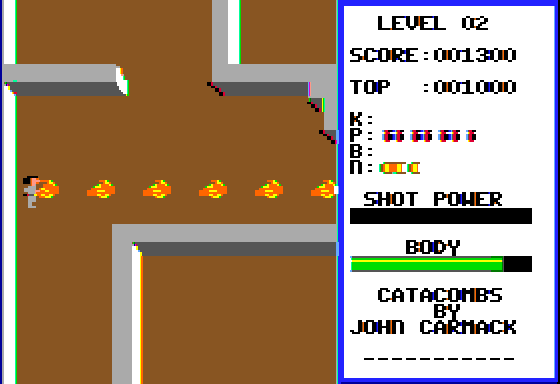 LEVEL 02
SCORE:001300
TOP :001000
K:
P:
B:
N:
SHOT POWER
BODY
CATACOMBS
BY
JOHN CARMACK
-----------